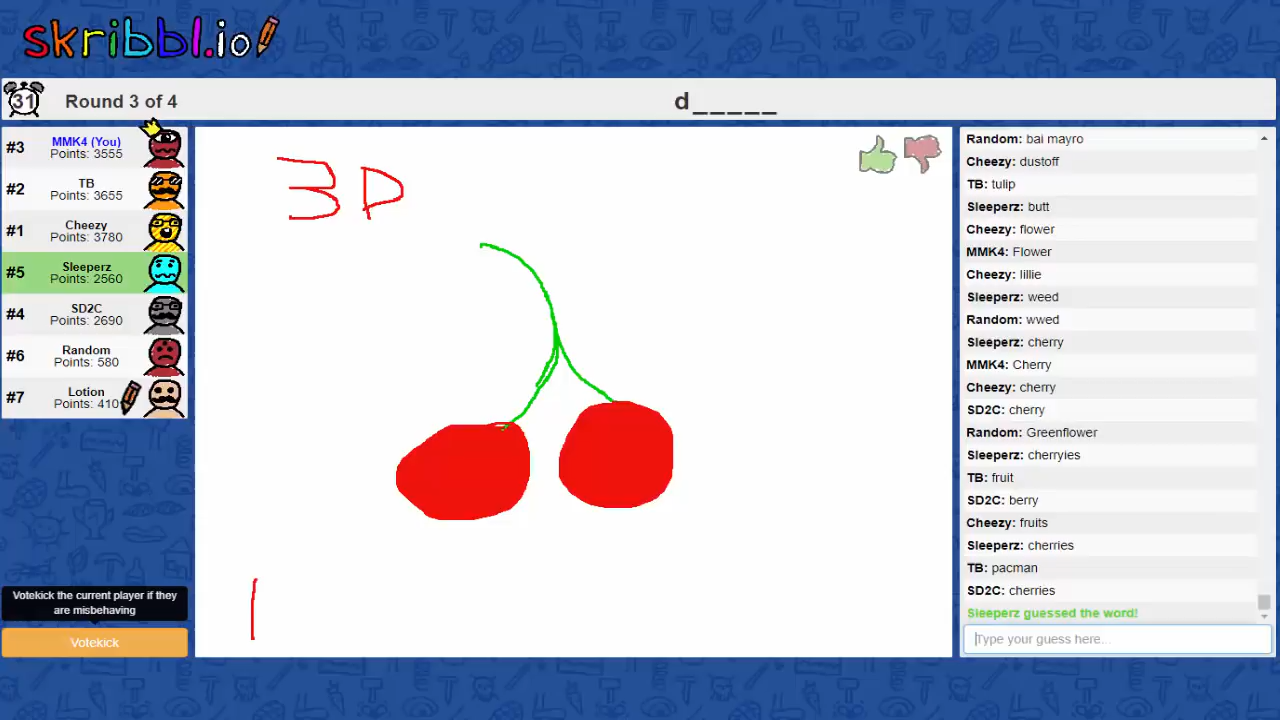 skribbl.io
31
Round 3 of 4
d_____
#3
MMK4 (You)
Points: 3555
#2
TB
Points: 3655
#1
Cheezy
Points: 3780
#5
Sleeperz
Points: 2560
#4
SD2C
Points: 2690
#6
Random
Points: 580
#7
Lotion
Points: 410
Votekick the current player if they
are misbehaving
Votekick
3D
Random: bai mayro
Cheezy: dustoff
TB: tulip
Sleeperz: butt
Cheezy: flower
MMK4: Flower
Cheezy: lillie
Sleeperz: weed
Random: wwed
Sleeperz: cherry
MMK4: Cherry
Cheezy: cherry
SD2C: cherry
Random: Greenflower
Sleeperz: cherryies
TB: fruit
SD2C: berry
Cheezy: fruits
Sleeperz: cherries
TB: pacman
SD2C: cherries
Sleeperz guessed the word!
Type your guess here...